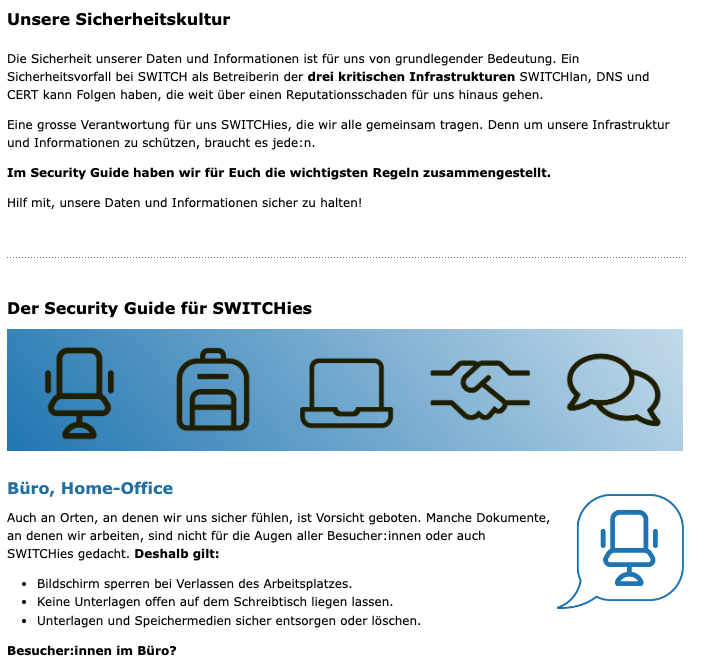 Unsere Sicherheitskultur
Die Sicherheit unserer Daten und Informationen ist für uns von grundlegender Bedeutung. Ein
Sicherheitsvorfall bei SWITCH als Betreiberin der drei kritischen Infrastrukturen SWITCHlan, DNS und
CERT kann Folgen haben, die weit über einen Reputationsschaden für uns hinaus gehen.
Eine grosse Verantwortung für uns SWITCHies, die wir alle gemeinsam tragen. Denn um unsere Infrastruktur
und Informationen zu schützen, braucht es jede:n.
Im Security Guide haben wir für Euch die wichtigsten Regeln zusammengestellt.
Hilf mit, unsere Daten und Informationen sicher zu halten!
Der Security Guide für SWITCHies
Büro, Home-Office
Auch an Orten, an denen wir uns sicher fühlen, ist Vorsicht geboten. Manche Dokumente,
an denen wir arbeiten, sind nicht für die Augen aller Besucher:innen oder auch
SWITCHies gedacht. Deshalb gilt:
• Bildschirm sperren bei Verlassen des Arbeitsplatzes.
• Keine Unterlagen offen auf dem Schreibtisch liegen lassen.
• Unterlagen und Speichermedien sicher entsorgen oder löschen.
Besucher:innen im Büro?